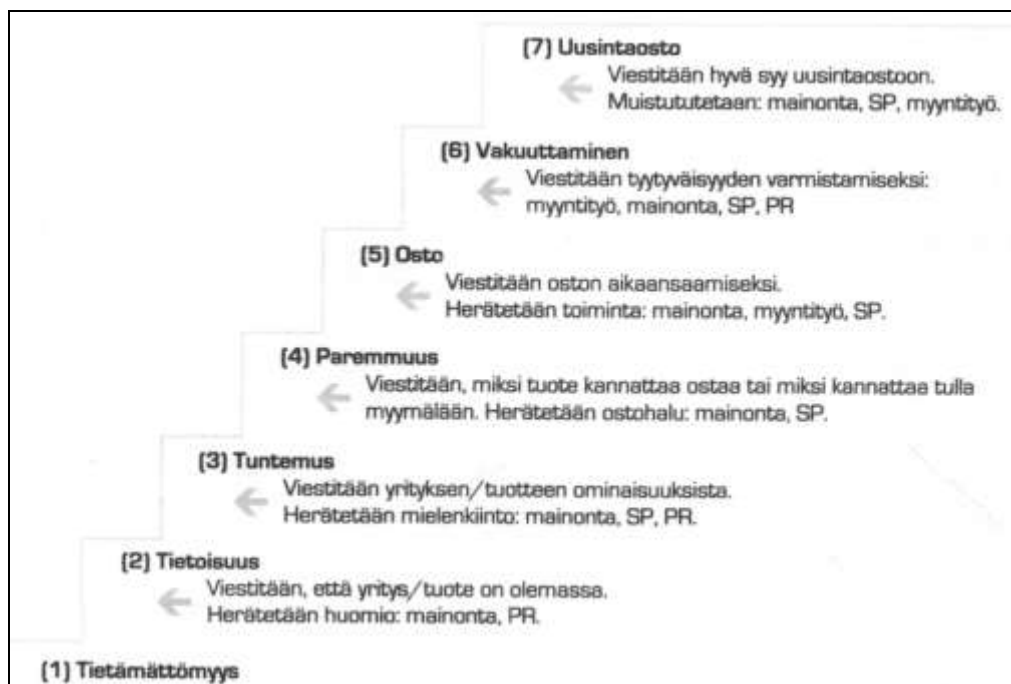 (7) Uusintaosto
Viestitään hyvä syy uusintaostoon.
Muistututetaan: mainonta, SP, myyntityö.
(6) Vakuuttaminen
Viestitään tyytyväisyyden varmistamiseksi:
myyntityö, mainonta, SP, PR
(5) Osto
Viestitään oston aikaansaamiseksi.
Herätetään toiminta: mainonta, myyntityö, SP.
(4) Paremmuus
Viestitään, miksi tuote kannattaa ostaa tai miksi kannattaa tulla
myymälään. Herätetään ostohalu: mainonta, SP.
(3) Tuntemus
Viestitään yrityksen/tuotteen ominaisuuksista.
Herätetään mielenkiinto: mainonta, SP, PR.
(2) Tietoisuus
Viestitään, että yritys/tuote on olemassa.
Herätetään huomio: mainonta, PR.
(1) Tietämättömyys